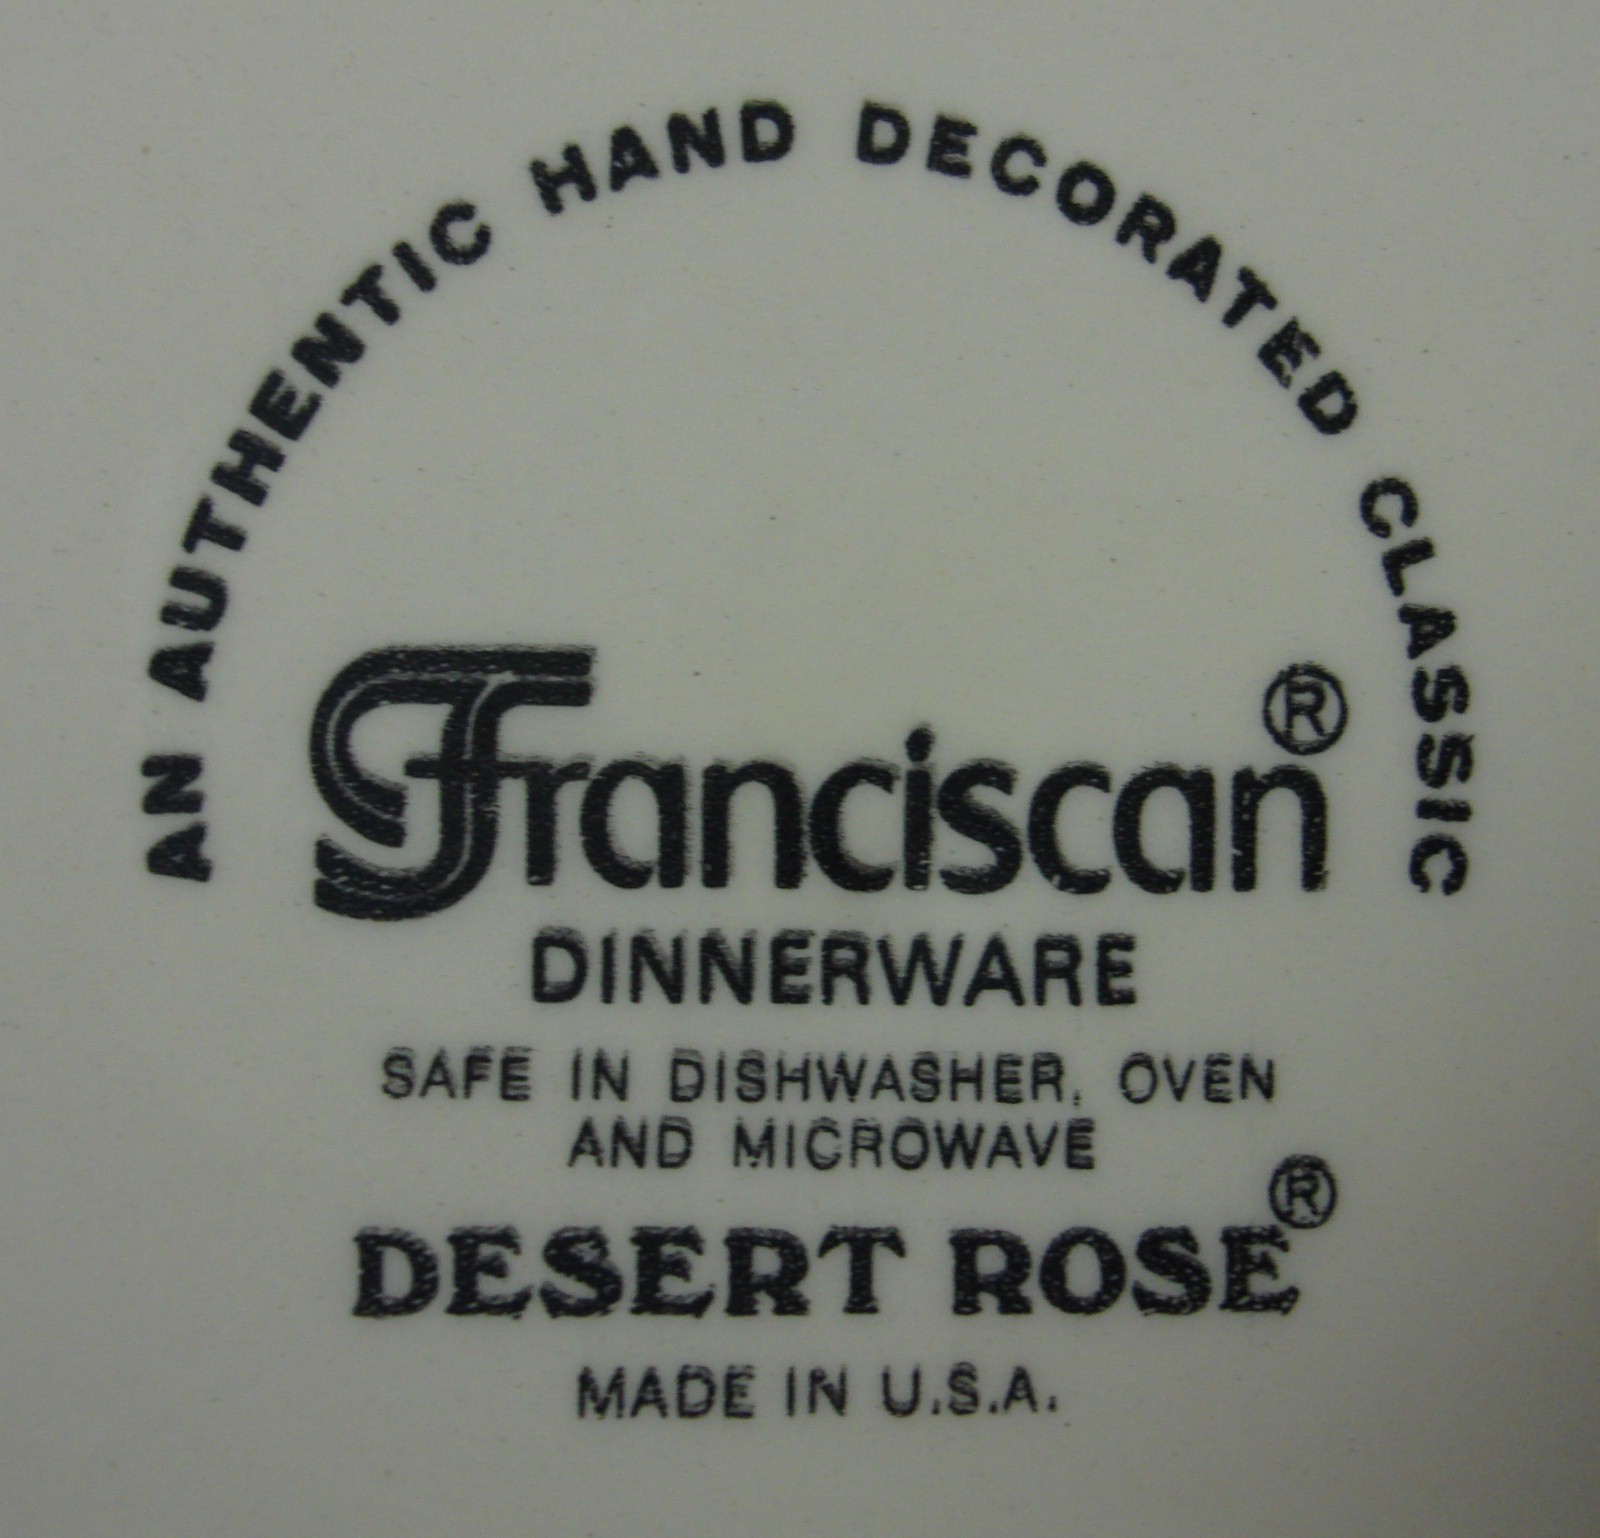 AN AUTHENTIC HAND DECORATED CLASSIC
Franciscan®
DINNERWARE
SAFE IN DISHWASHER, OVEN
AND MICROWAVE
DESERT ROSE®
MADE IN U.S.A.